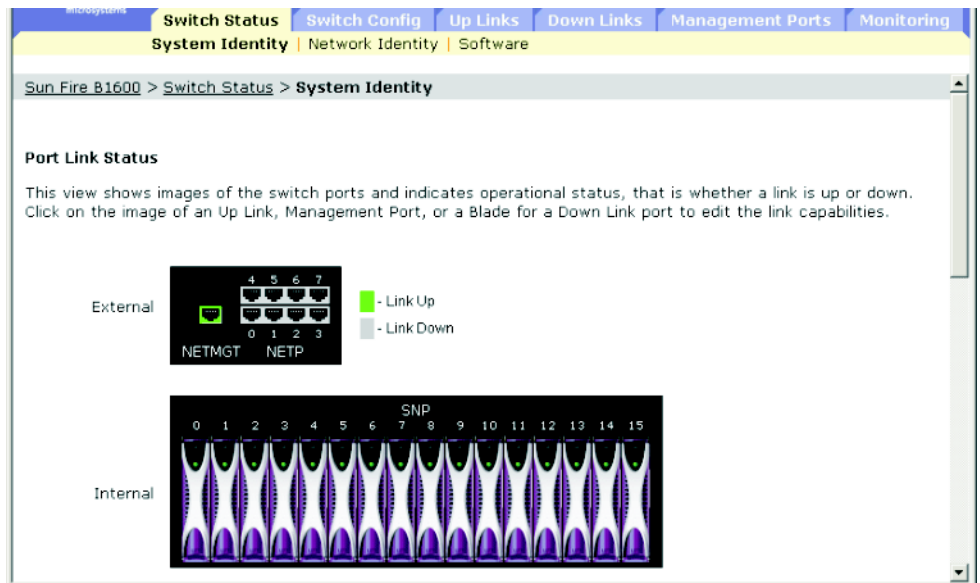 microsystems
Switch Status Switch Config Up Links Down Links Management Ports Monitoring
System Identity | Network Identity | Software
Sun Fire B1600 > Switch Status > System Identity
Port Link Status
This view shows images of the switch ports and indicates operational status, that is whether a link is up or down.
Click on the image of an Up Link, Management Port, or a Blade for a Down Link port to edit the link capabilities.
External
4 5 6 7
0 1 2 3
NETMGT NETP
- Link Up
- Link Down
SNP
0 1 2 3 4 5 6 7 8 9 10 11 12 13 14 15
Internal